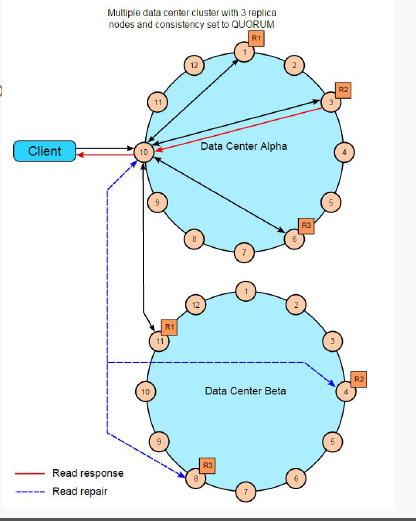 Multiple data center cluster with 3 replica
nodes and consistency set to QUORUM
R1
1
12
2
R2
11
3
Client
10
Data Center Alpha
4
9
5
R3
8
6
7
1
12
2
R1
11
3
R2
10
Data Center Beta
4
9
5
R3
8
6
7
Read response
Read repair